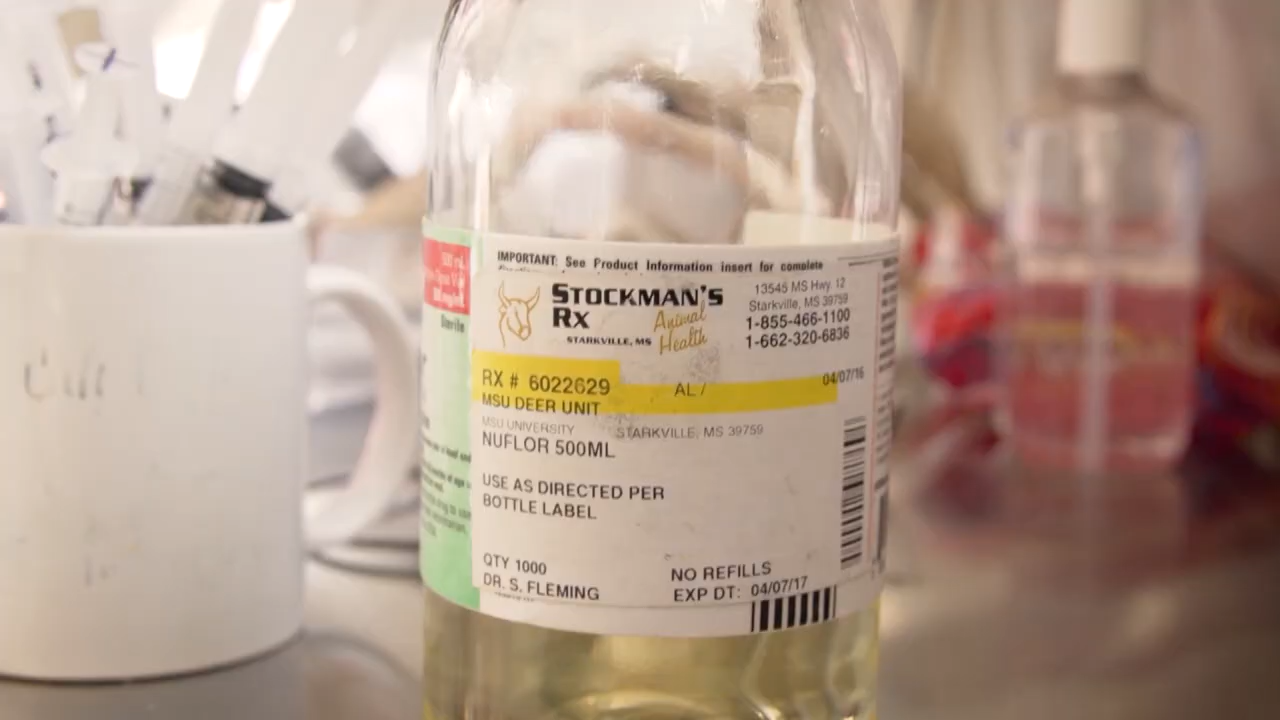 IMPORTANT: See Product Information insert for complete
STOCKMAN'S
RX
Animal
Health
STARKVILLE, MS
13545 MS Hwy. 12
Starkville, MS 39759
1-855-466-1100
1-662-320-6836
RX # 6022629 AL / 04/07/16
MSU DEER UNIT
MSU UNIVERSITY STARKVILLE, MS 39759
NUFLOR 500ML
USE AS DIRECTED PER
BOTTLE LABEL
QTY 1000 NO REFILLS
DR. S. FLEMING EXP DT: 04/07/17
500 mL
Sterile